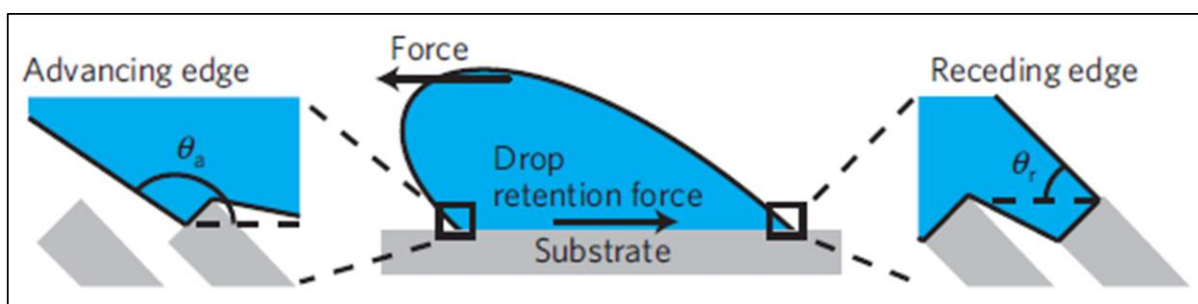 Advancing edge
θa
Force
Drop
retention force
Substrate
Receding edge
θr